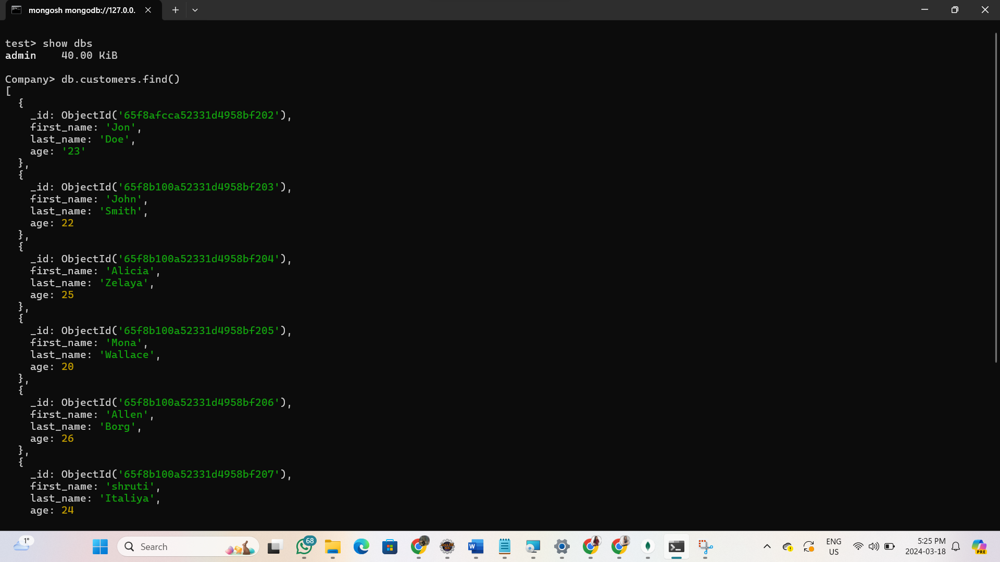 mongosh mongodb://127.0.0.
test> show dbs
admin    40.00 KiB
Company> db.customers.find()
[
  {
    _id: ObjectId('65f8afcca52331d4958bf202'),
    first_name: 'Jon',
    last_name: 'Doe',
    age: '23'
  },
  {
    _id: ObjectId('65f8b100a52331d4958bf203'),
    first_name: 'John',
    last_name: 'Smith',
    age: 22
  },
  {
    _id: ObjectId('65f8b100a52331d4958bf204'),
    first_name: 'Alicia',
    last_name: 'Zelaya',
    age: 25
  },
  {
    _id: ObjectId('65f8b100a52331d4958bf205'),
    first_name: 'Mona',
    last_name: 'Wallace',
    age: 20
  },
  {
    _id: ObjectId('65f8b100a52331d4958bf206'),
    first_name: 'Allen',
    last_name: 'Borg',
    age: 26
  },
  {
    _id: ObjectId('65f8b100a52331d4958bf207'),
    first_name: 'shruti',
    last_name: 'Italiya',
    age: 24
1°
Search
68
W
ENG
US
5:25 PM
2024-03-18
PRE